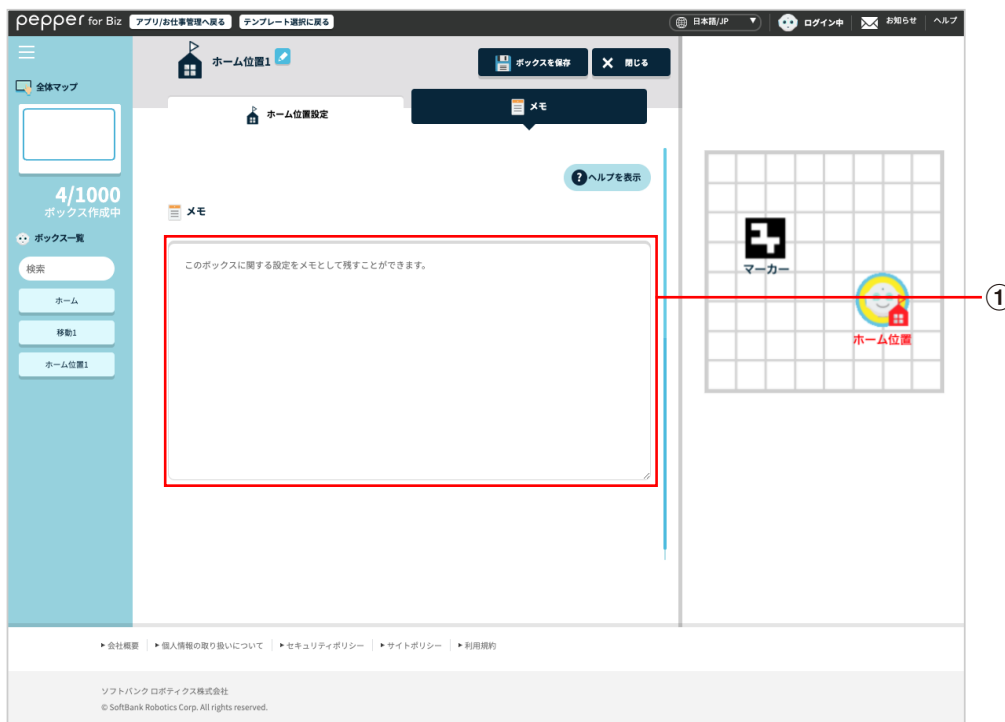 pepper for Biz アプリ/お仕事管理へ戻る テンプレート選択に戻る 日本語/JP ▼ ログイン中 お知らせ ヘルプ
ホーム位置1
ボックスを保存 × 閉じる
全体マップ
ホーム位置設定
メモ
ヘルプを表示
4/1000
ボックス作成中
メモ
ボックス一覧
検索
ホーム
移動1
ホーム位置1
このボックスに関する設定をメモとして残すことができます。
マーカー
ホーム位置
①
▶会社概要 ▶個人情報の取り扱いについて ▶セキュリティポリシー ▶サイトポリシー ▶利用規約
ソフトバンク ロボティクス株式会社
© SoftBank Robotics Corp. All rights reserved.